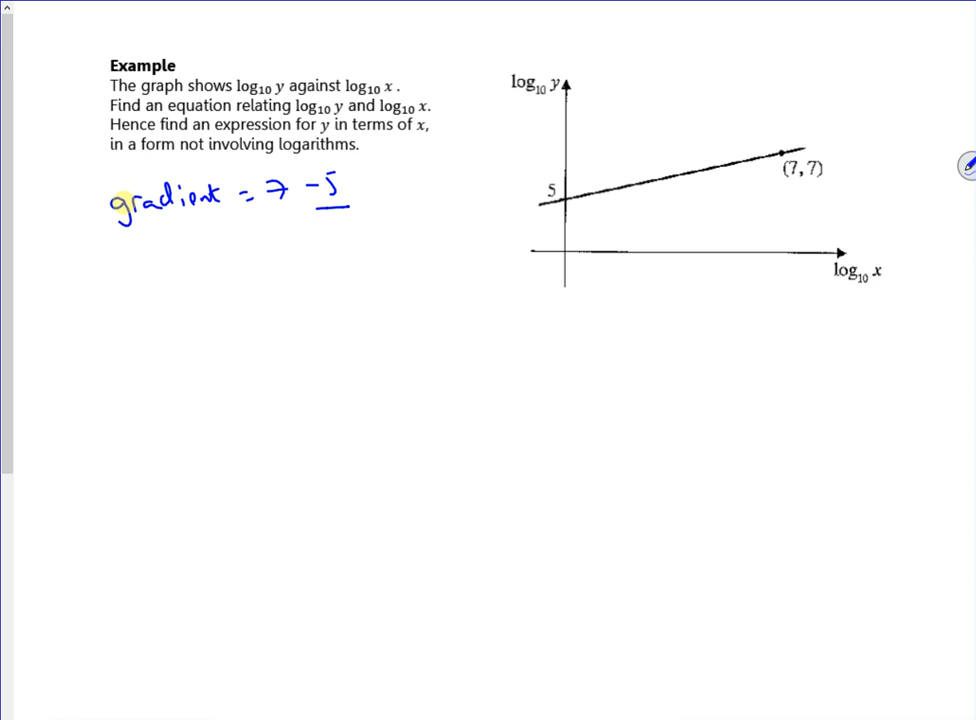 Example
The graph shows log₁₀ y against log₁₀ x .
Find an equation relating log₁₀ y and log₁₀ x.
Hence find an expression for y in terms of x,
in a form not involving logarithms.
gradient = 7 - 5
log₁₀ y
5
(7, 7)
log₁₀ x